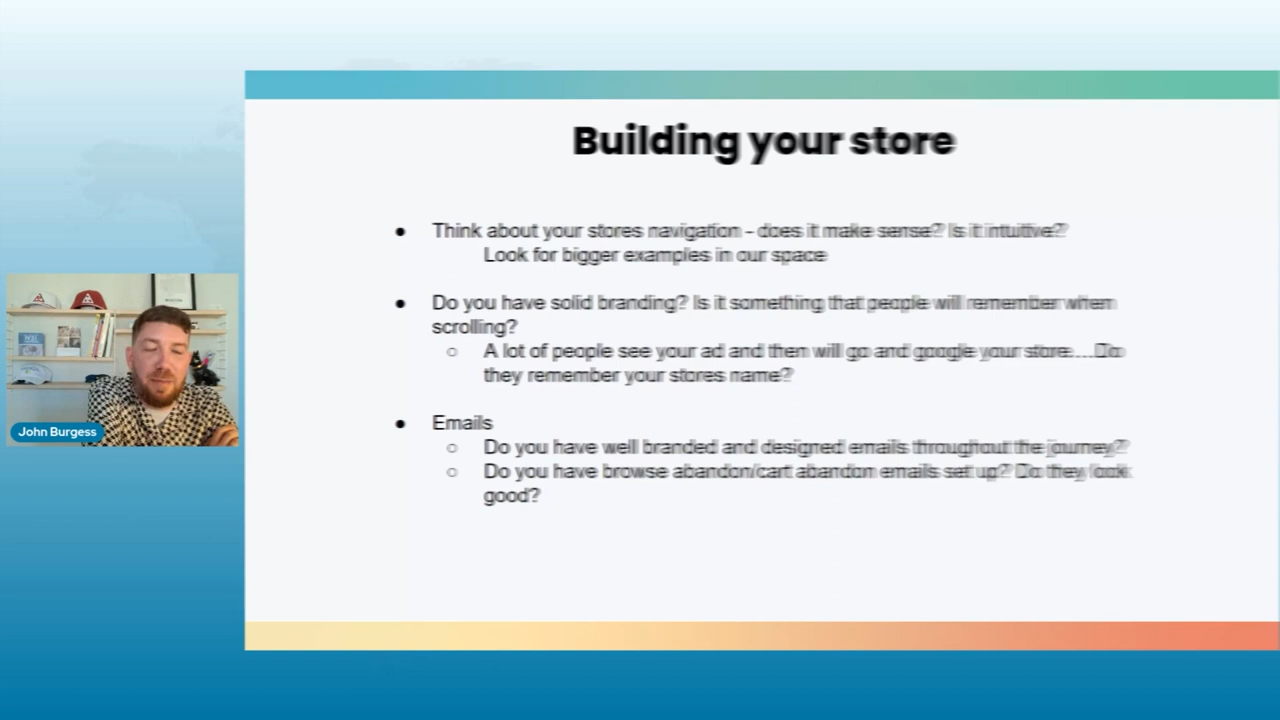 Building your store
● Think about your stores navigation - does it make sense? Is it intuitive?
Look for bigger examples in our space
● Do you have solid branding? Is it something that people will remember when
scrolling?
○ A lot of people see your ad and then will go and google your store....Do
they remember your stores name?
● Emails
○ Do you have well branded and designed emails throughout the journey?
○ Do you have browse abandon/cart abandon emails set up? Do they look
good?
John Burgess